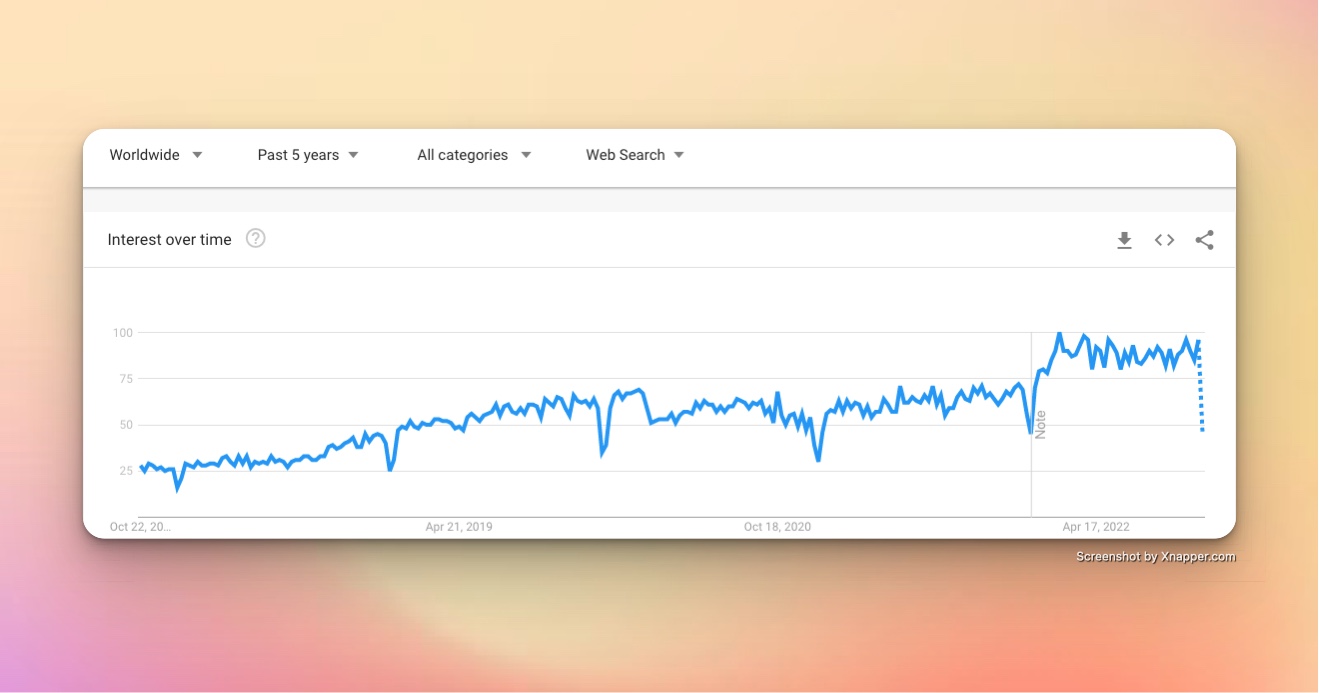 Worldwide Past 5 years All categories Web Search
Interest over time ?
100
75
50
25
Note
Oct 22, 20... Apr 21, 2019 Oct 18, 2020 Apr 17, 2022
Screenshot by Xnapper.com